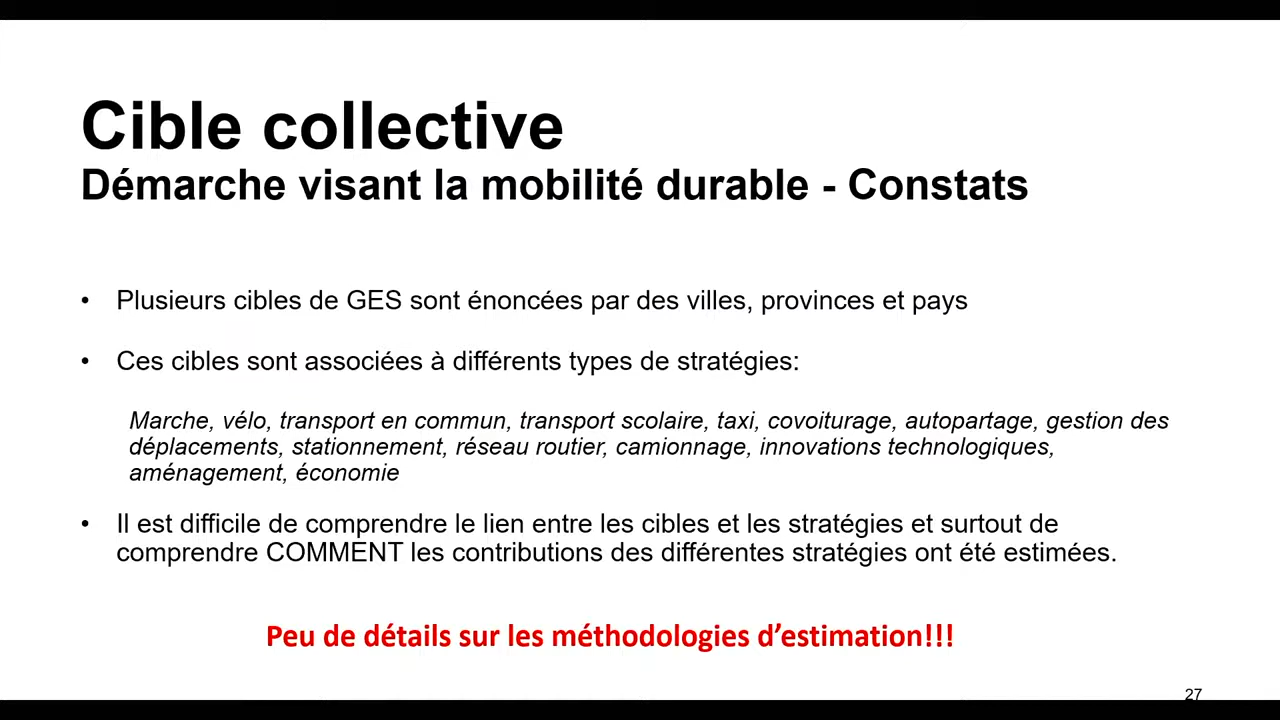 Cible collective
Démarche visant la mobilité durable - Constats
• Plusieurs cibles de GES sont énoncées par des villes, provinces et pays
• Ces cibles sont associées à différents types de stratégies:
Marche, vélo, transport en commun, transport scolaire, taxi, covoiturage, autopartage, gestion des
déplacements, stationnement, réseau routier, camionnage, innovations technologiques,
aménagement, économie
• Il est difficile de comprendre le lien entre les cibles et les stratégies et surtout de
comprendre COMMENT les contributions des différentes stratégies ont été estimées.
Peu de détails sur les méthodologies d’estimation!!!
27